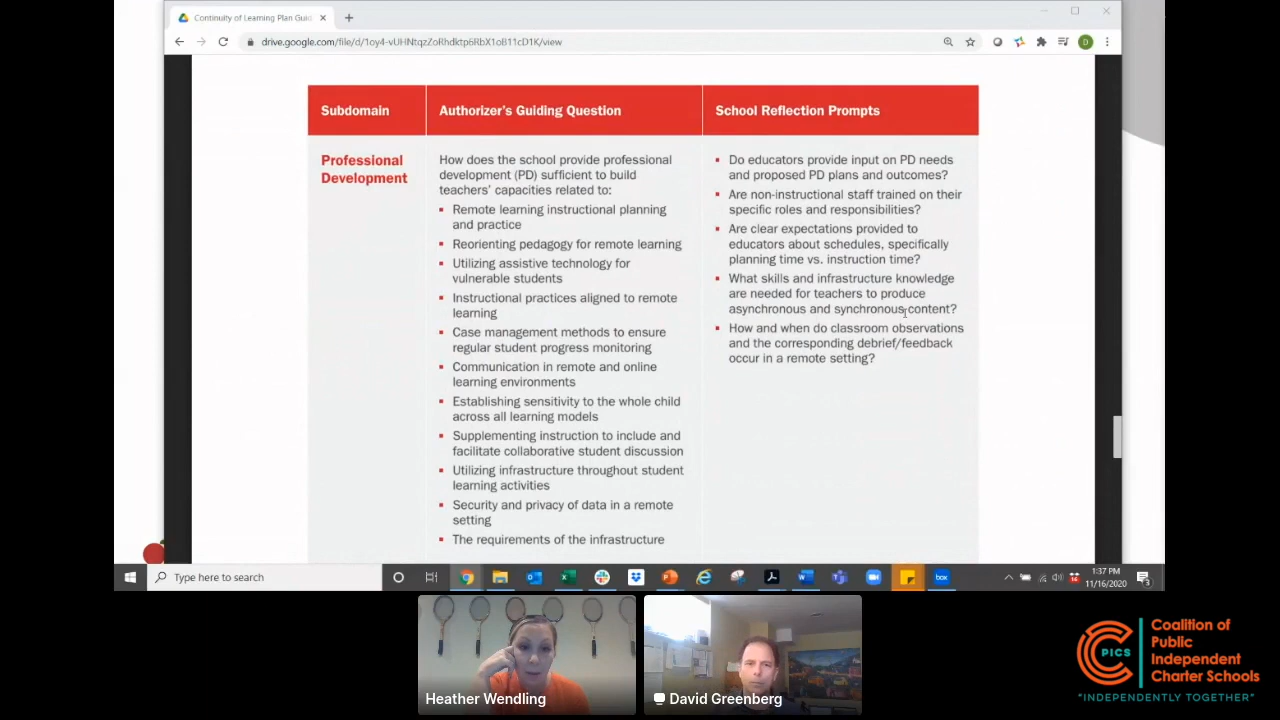 Continuity of Learning Plan Guid
drive.google.com/file/d/1oy4-vUHNtqzZoRhdktp6RbX1oB11cD1K/view
D
Subdomain
Authorizer's Guiding Question
School Reflection Prompts
Professional
Development
How does the school provide professional
development (PD) sufficient to build
teachers' capacities related to:
▪ Remote learning instructional planning
and practice
▪ Reorienting pedagogy for remote learning
▪ Utilizing assistive technology for
vulnerable students
▪ Instructional practices aligned to remote
learning
▪ Case management methods to ensure
regular student progress monitoring
▪ Communication in remote and online
learning environments
▪ Establishing sensitivity to the whole child
across all learning models
▪ Supplementing instruction to include and
facilitate collaborative student discussion
▪ Utilizing infrastructure throughout student
learning activities
▪ Security and privacy of data in a remote
setting
▪ The requirements of the infrastructure
▪ Do educators provide input on PD needs
and proposed PD plans and outcomes?
▪ Are non-instructional staff trained on their
specific roles and responsibilities?
▪ Are clear expectations provided to
educators about schedules, specifically
planning time vs. instruction time?
▪ What skills and infrastructure knowledge
are needed for teachers to produce
asynchronous and synchronous content?
▪ How and when do classroom observations
and the corresponding debrief/feedback
occur in a remote setting?
Type here to search
box
1:37 PM
11/16/2020
3
Heather Wendling
David Greenberg
PICS
Coalition of
Public
Independent
Charter Schools
"INDEPENDENTLY TOGETHER"